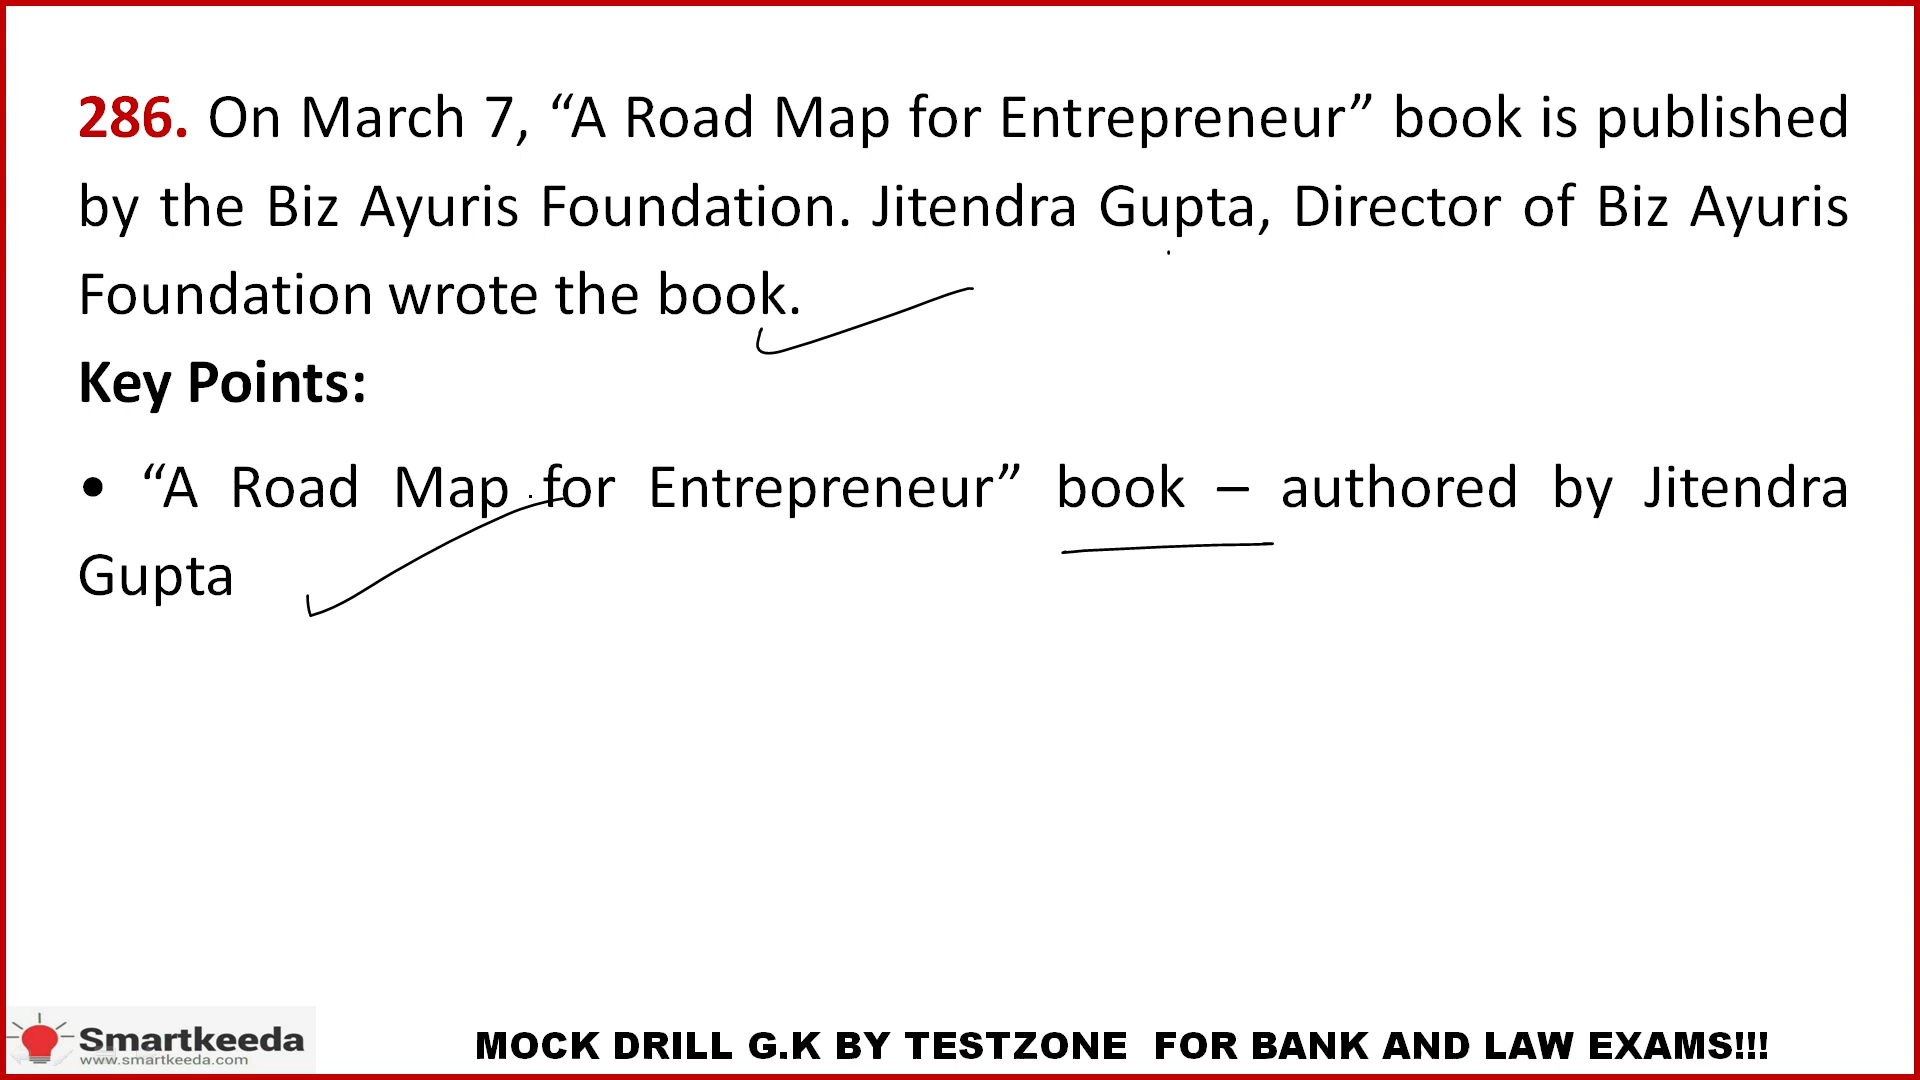 286. On March 7, “A Road Map for Entrepreneur” book is published
by the Biz Ayuris Foundation. Jitendra Gupta, Director of Biz Ayuris
Foundation wrote the book.
Key Points:
• “A Road Map for Entrepreneur” book – authored by Jitendra
Gupta
Smartkeeda
www.smartkeeda.com
MOCK DRILL G.K BY TESTZONE FOR BANK AND LAW EXAMS!!!